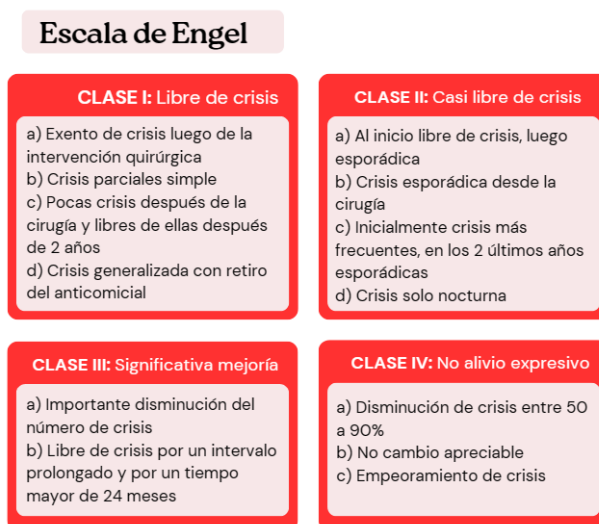 Escala de Engel
CLASE I: Libre de crisis
a) Exento de crisis luego de la
intervención quirúrgica
b) Crisis parciales simple
c) Pocas crisis después de la
cirugía y libres de ellas después
de 2 años
d) Crisis generalizada con retiro
del anticomicial
CLASE II: Casi libre de crisis
a) Al inicio libre de crisis, luego
esporádica
b) Crisis esporádica desde la
cirugía
c) Inicialmente crisis más
frecuentes, en los 2 últimos años
esporádicas
d) Crisis solo nocturna
CLASE III: Significativa mejoría
a) Importante disminución del
número de crisis
b) Libre de crisis por un intervalo
prolongado y por un tiempo
mayor de 24 meses
CLASE IV: No alivio expresivo
a) Disminución de crisis entre 50
a 90%
b) No cambio apreciable
c) Empeoramiento de crisis